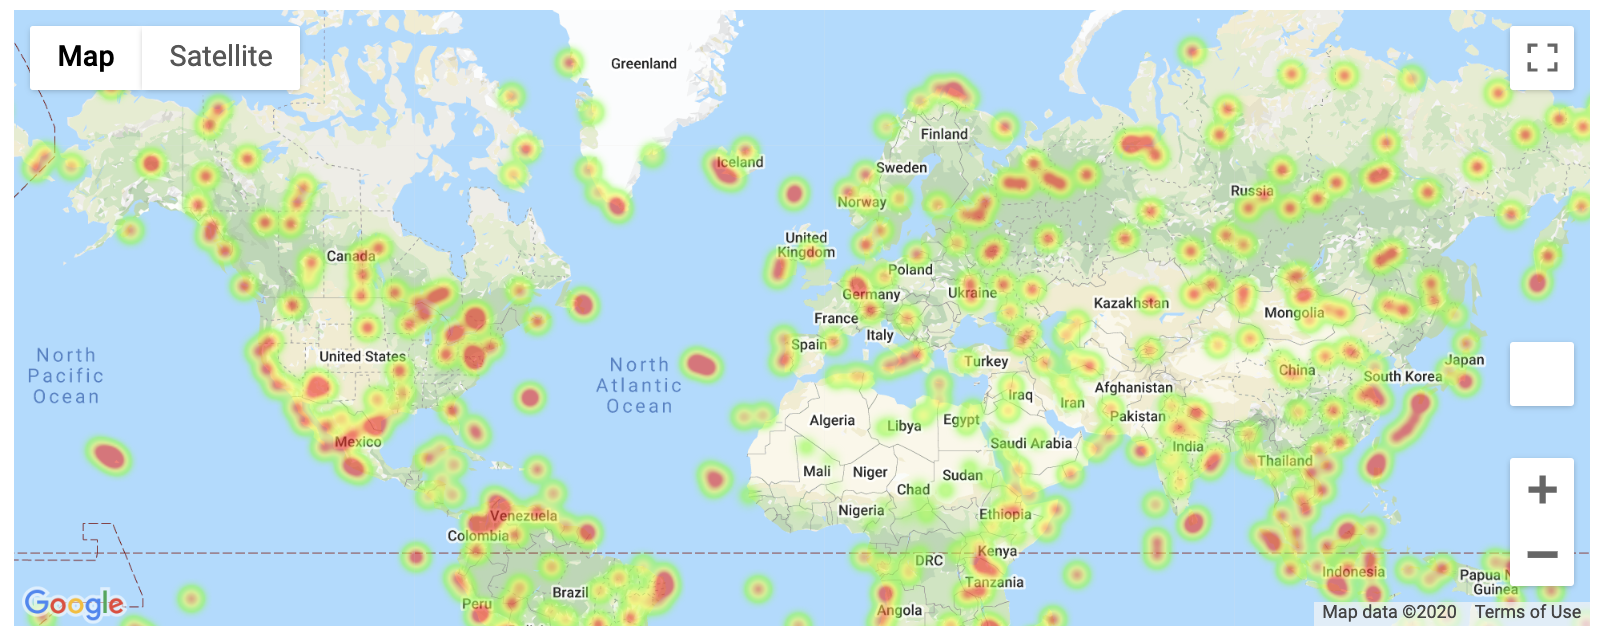 Map
Satellite
Greenland
Iceland
Finland
Sweden
Norway
Russia
Canada
United
Kingdom
Poland
Germany
Ukraine
Kazakhstan
Mongolia
France
Italy
Spain
Turkey
United States
North
Pacific
Ocean
North
Atlantic
Ocean
China
Japan
South Korea
Afghanistan
Iraq
Iran
Pakistan
Algeria
Libya
Egypt
Saudi Arabia
India
Mexico
Mali
Niger
Sudan
Chad
Thailand
Nigeria
Ethiopia
Venezuela
Colombia
DRC
Kenya
Tanzania
Indonesia
Papua N
Guinea
Brazil
Peru
Angola
Google
Map data ©2020
Terms of Use